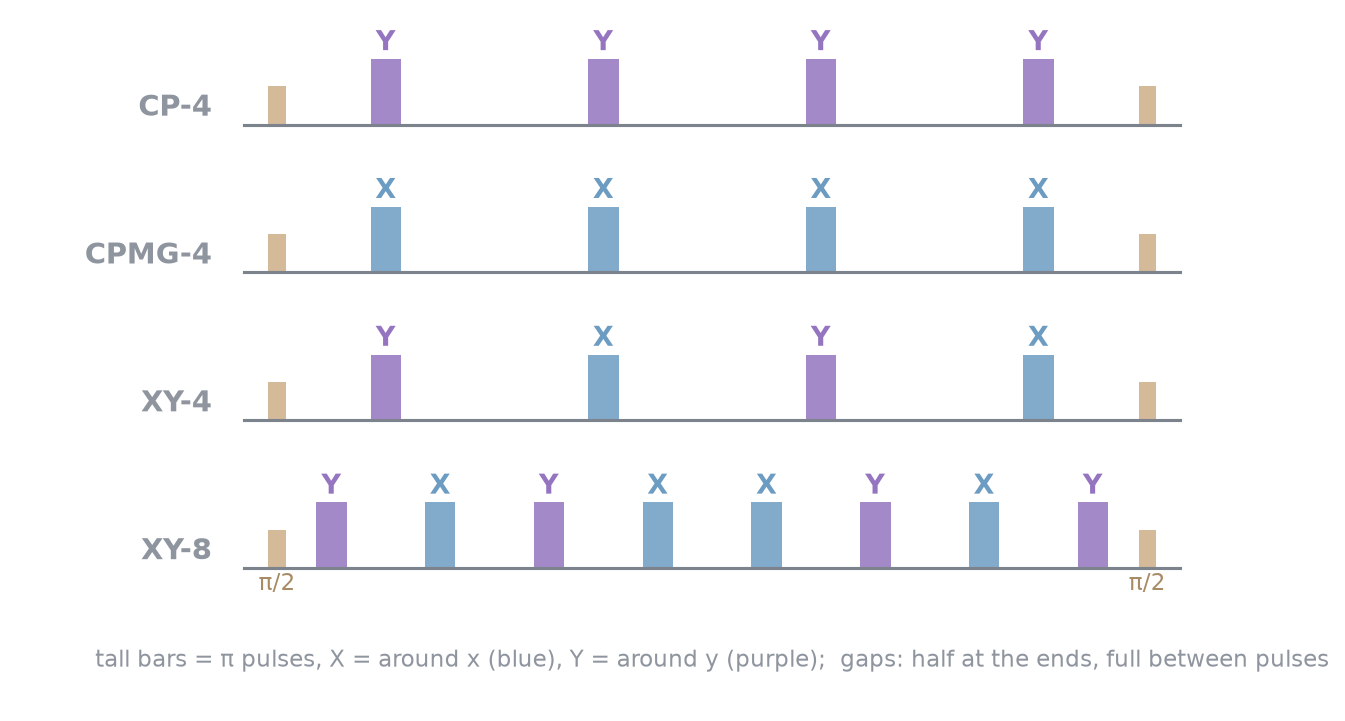 Y Y Y Y
CP-4
X X X X
CPMG-4
Y X Y X
XY-4
Y X Y X X Y X Y
XY-8
π/2 π/2
tall bars = π pulses, X = around x (blue), Y = around y (purple);  gaps: half at the ends, full between pulses